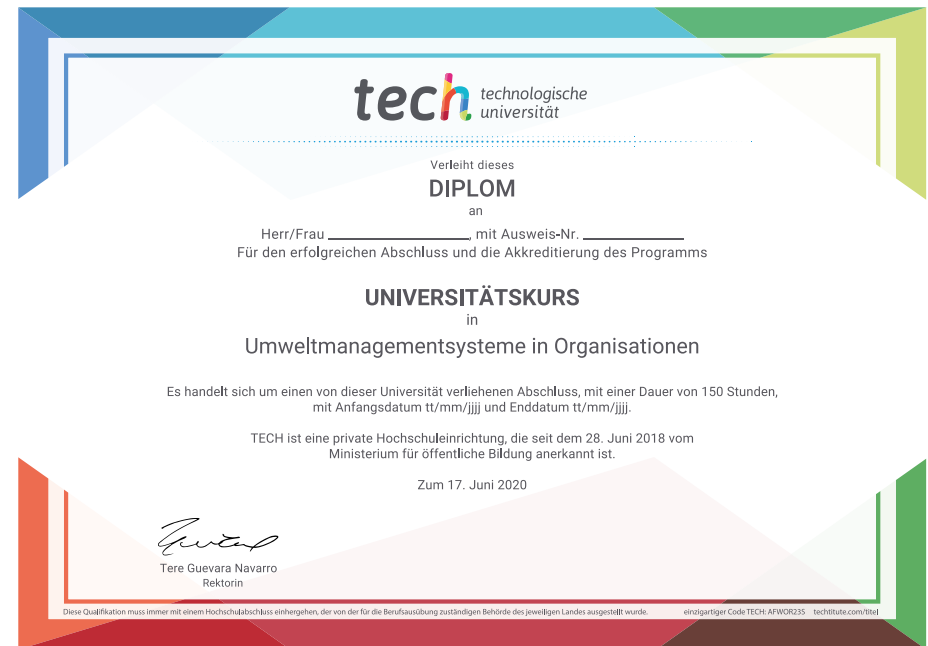 tech technologische
universität
Verleiht dieses
DIPLOM
an
Herr/Frau ____________, mit Ausweis-Nr. ____________
Für den erfolgreichen Abschluss und die Akkreditierung des Programms
UNIVERSITÄTSKURS
in
Umweltmanagementsysteme in Organisationen
Es handelt sich um einen von dieser Universität verliehenen Abschluss, mit einer Dauer von 150 Stunden,
mit Anfangsdatum tt/mm/jjjj und Enddatum tt/mm/jjjj.
TECH ist eine private Hochschuleinrichtung, die seit dem 28. Juni 2018 vom
Ministerium für öffentliche Bildung anerkannt ist.
Zum 17. Juni 2020
Tere Guevara Navarro
Rektorin
Diese Qualifikation muss immer mit einem Hochschulabschluss einhergehen, der von der für die Berufsausübung zuständigen Behörde des jeweiligen Landes ausgestellt wurde. einzigartiger Code TECH: AFWOR235 techtitute.com/titel